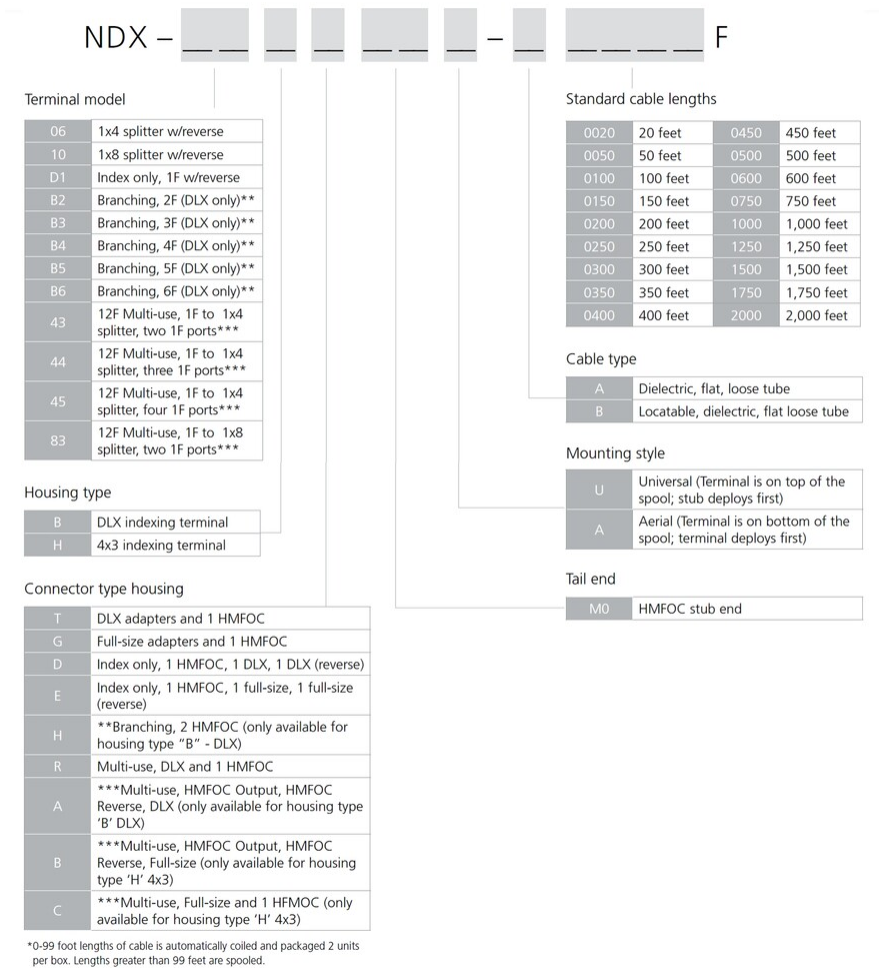 NDX – __ __ __ __ __ __ __ – __ __ __ __ __ F
Terminal model
06 1x4 splitter w/reverse
10 1x8 splitter w/reverse
D1 Index only, 1F w/reverse
B2 Branching, 2F (DLX only)**
B3 Branching, 3F (DLX only)**
B4 Branching, 4F (DLX only)**
B5 Branching, 5F (DLX only)**
B6 Branching, 6F (DLX only)**
43 12F Multi-use, 1F to 1x4
splitter, two 1F ports***
44 12F Multi-use, 1F to 1x4
splitter, three 1F ports***
45 12F Multi-use, 1F to 1x4
splitter, four 1F ports***
83 12F Multi-use, 1F to 1x8
splitter, two 1F ports***
Housing type
B DLX indexing terminal
H 4x3 indexing terminal
Connector type housing
T DLX adapters and 1 HMFOC
G Full-size adapters and 1 HMFOC
D Index only, 1 HMFOC, 1 DLX, 1 DLX (reverse)
E Index only, 1 HMFOC, 1 full-size, 1 full-size
(reverse)
H **Branching, 2 HMFOC (only available for
housing type “B” - DLX)
R Multi-use, DLX and 1 HMFOC
A ***Multi-use, HMFOC Output, HMFOC
Reverse, DLX (only available for housing type
‘B’ DLX)
B ***Multi-use, HMFOC Output, HMFOC
Reverse, Full-size (only available for housing
type ‘H’ 4x3)
C ***Multi-use, Full-size and 1 HFMOC (only
available for housing type ‘H’ 4x3)
*0-99 foot lengths of cable is automatically coiled and packaged 2 units
per box. Lengths greater than 99 feet are spooled.
Standard cable lengths
0020 20 feet 0450 450 feet
0050 50 feet 0500 500 feet
0100 100 feet 0600 600 feet
0150 150 feet 0750 750 feet
0200 200 feet 1000 1,000 feet
0250 250 feet 1250 1,250 feet
0300 300 feet 1500 1,500 feet
0350 350 feet 1750 1,750 feet
0400 400 feet 2000 2,000 feet
Cable type
A Dielectric, flat, loose tube
B Locatable, dielectric, flat loose tube
Mounting style
U Universal (Terminal is on top of the
spool; stub deploys first)
A Aerial (Terminal is on bottom of the
spool; terminal deploys first)
Tail end
M0 HMFOC stub end